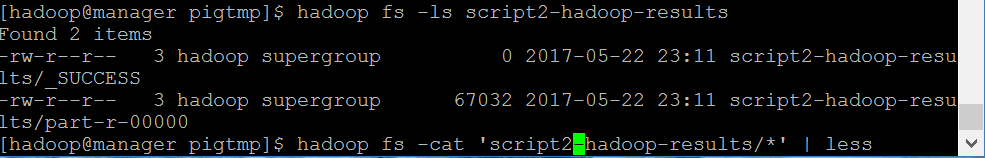 [hadoop@manager pigtmp]$ hadoop fs -ls script2-hadoop-results
Found 2 items
-rw-r--r--   3 hadoop supergroup          0 2017-05-22 23:11 script2-hadoop-resu
lts/_SUCCESS
-rw-r--r--   3 hadoop supergroup      67032 2017-05-22 23:11 script2-hadoop-resu
lts/part-r-00000
[hadoop@manager pigtmp]$ hadoop fs -cat 'script2-hadoop-results/*' | less